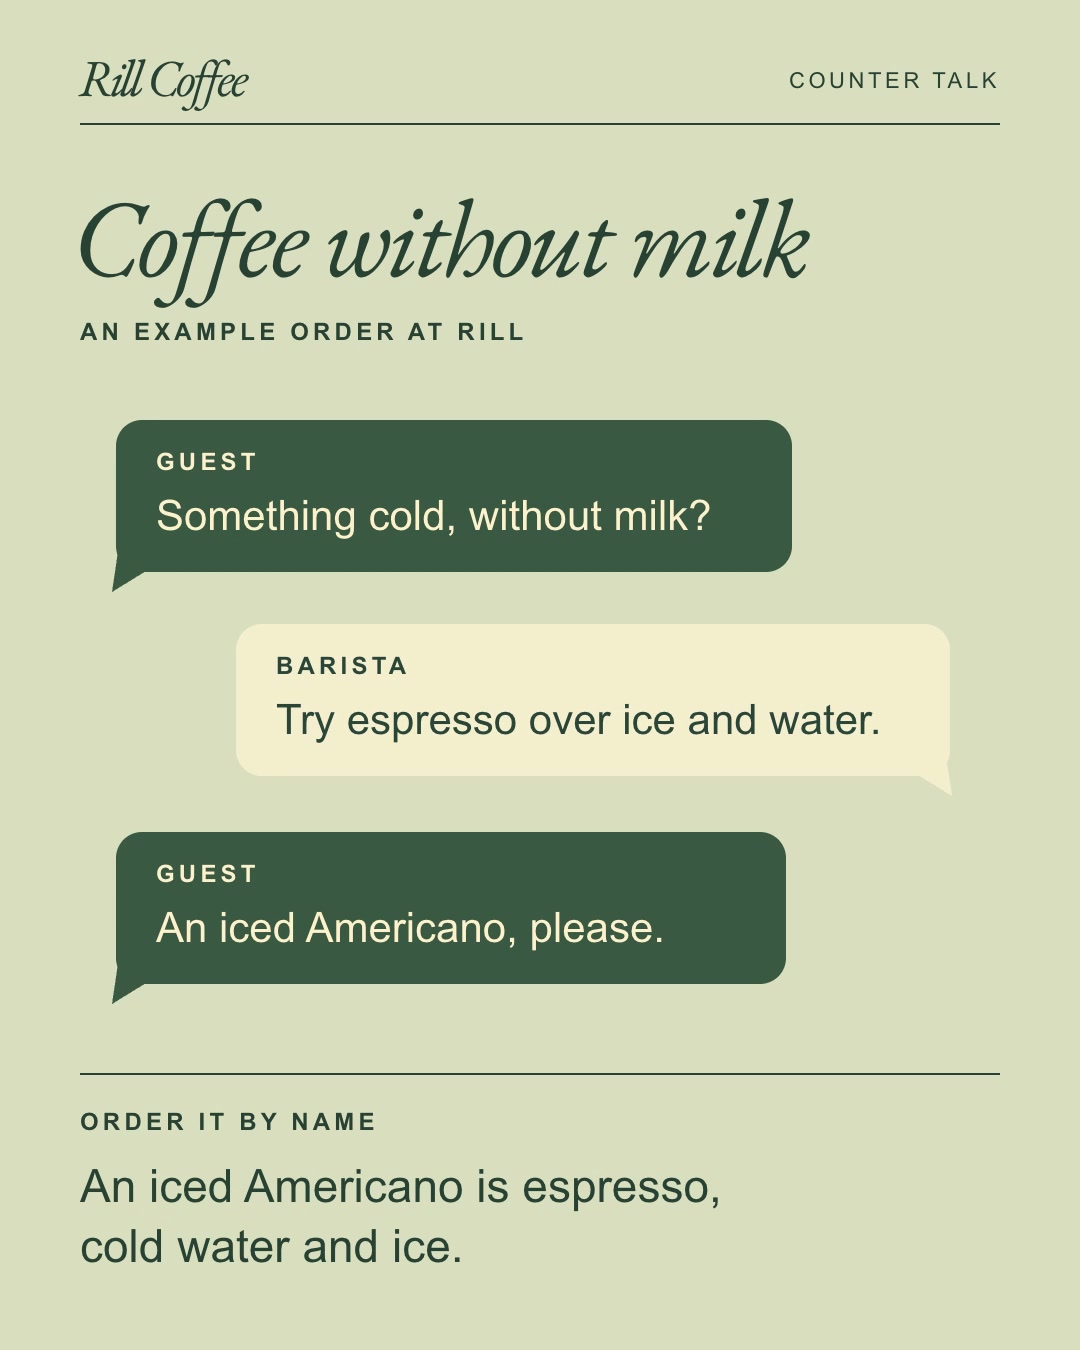 Rill Coffee
COUNTER TALK
Coffee without milk
AN EXAMPLE ORDER AT RILL
GUEST
Something cold, without milk?
BARISTA
Try espresso over ice and water.
GUEST
An iced Americano, please.
ORDER IT BY NAME
An iced Americano is espresso,
cold water and ice.